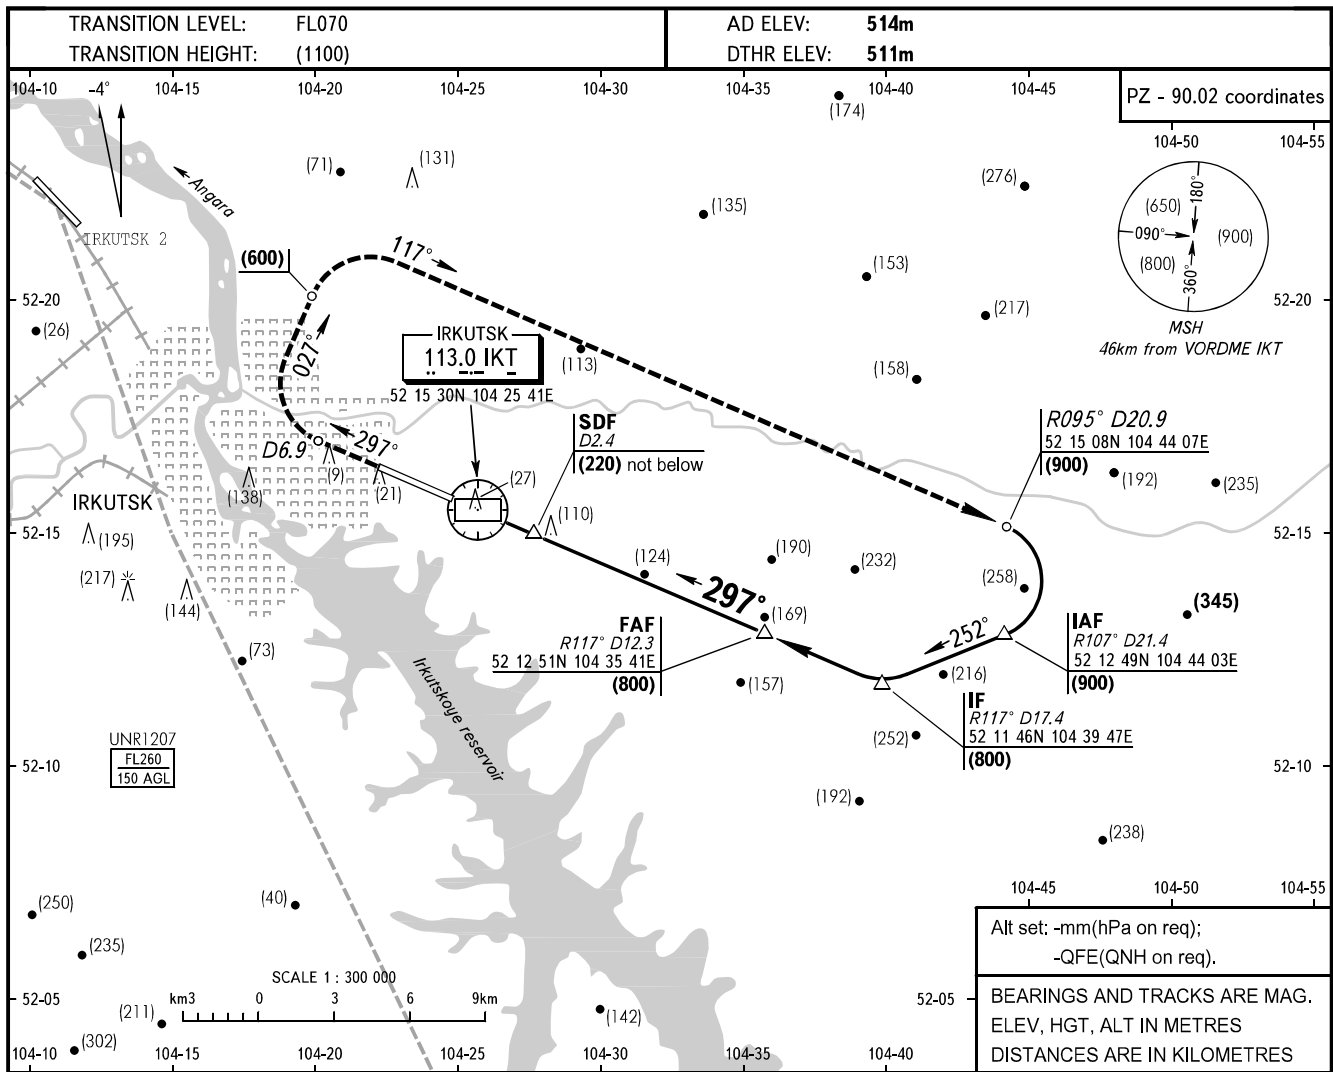 TRANSITION LEVEL: FL070
TRANSITION HEIGHT: (1100)
AD ELEV: 514m
DTHR ELEV: 511m
104-10 -4° 104-15 104-20 104-25 104-30 104-35 104-40 104-45
PZ - 90.02 coordinates
104-50 104-55
(174)
(71)
(131)
(276)
(135)
Angara
IRKUTSK 2
(600)
117°
(153)
(650)
180°
090°
(900)
(800)
360°
MSH
46km from VORDME IKT
52-20
52-20
(217)
(26)
027°
IRKUTSK
113.0 IKT
52 15 30N 104 25 41E
(113)
(158)
SDF
D2.4
(220) not below
R095° D20.9
52 15 08N 104 44 07E
(900)
297°
D6.9
(9)
(21)
(27)
(138)
(192)
(235)
IRKUTSK
(110)
52-15
52-15
(195)
(217)
(144)
(124)
(190)
(232)
(258)
(345)
297°
(169)
FAF
R117° D12.3
52 12 51N 104 35 41E
(800)
252°
IAF
R107° D21.4
52 12 49N 104 44 03E
(900)
(73)
(157)
(216)
IF
R117° D17.4
52 11 46N 104 39 47E
(800)
Irkutskoye reservoir
(252)
UNR1207
FL260
150 AGL
52-10
52-10
(192)
(238)
(250)
(40)
(235)
104-45 104-50 104-55
Alt set: -mm(hPa on req);
-QFE(QNH on req).
SCALE 1 : 300 000
km3 0 3 6 9km
52-05
52-05
(211)
(142)
(302)
BEARINGS AND TRACKS ARE MAG.
ELEV, HGT, ALT IN METRES
DISTANCES ARE IN KILOMETRES
104-10 104-15 104-20 104-25 104-30 104-35 104-40